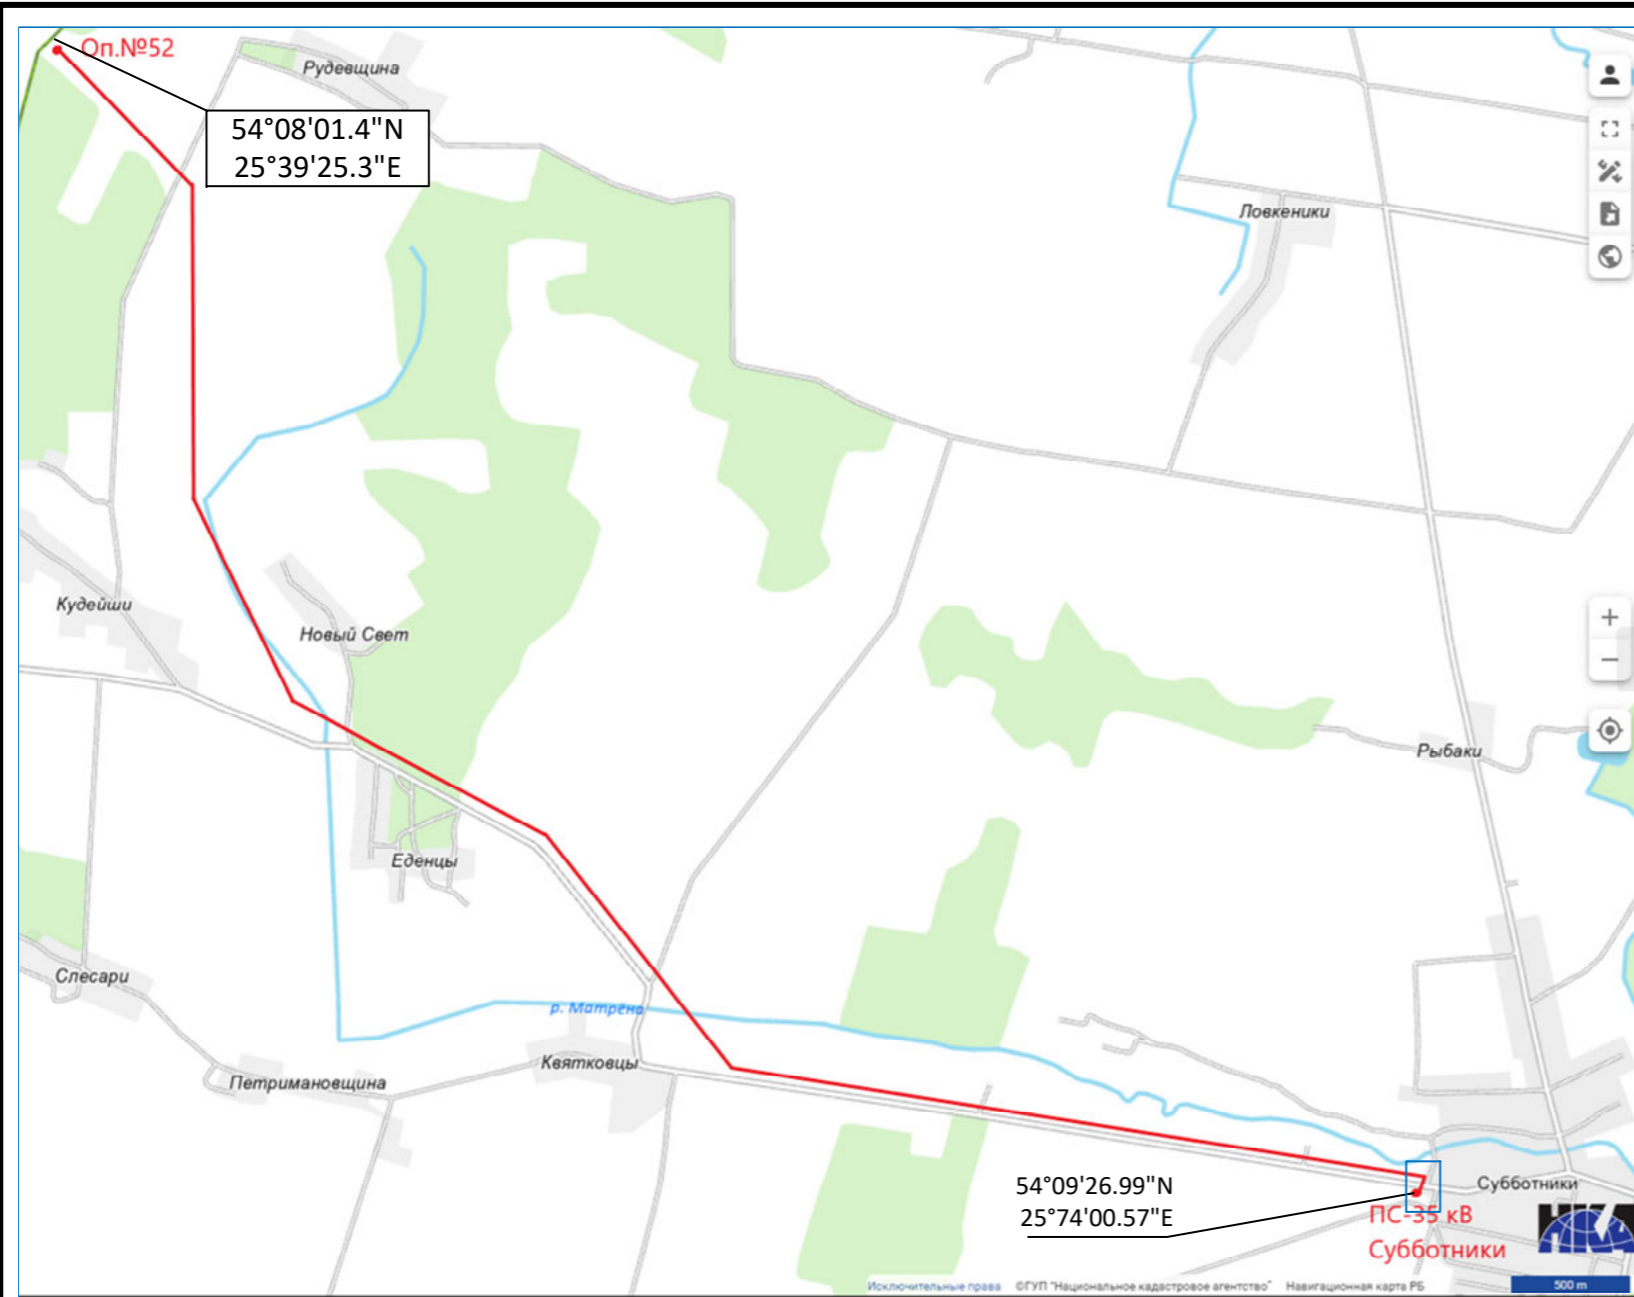 Оп.№52
Рудевщина
54°08'01.4"N
25°39'25.3"E
Ловкеники
Кудейши
Новый Свет
Рыбаки
Еденцы
Слесари
р. Матрена
Квятковцы
Петримановщина
54°09'26.99"N
25°74'00.57"E
Субботники
ПС-35 кВ
Субботники
НКА
Исключительные права ©ГУП "Национальное кадастровое агентство" Навигационная карта РБ
500 m